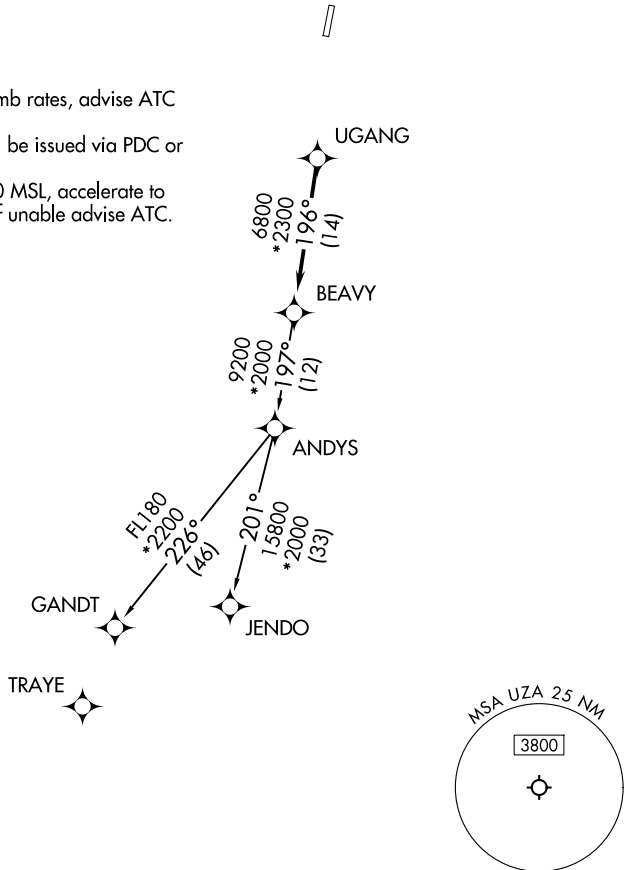 mb rates, advise ATC
be issued via PDC or
0 MSL, accelerate to
f unable advise ATC.
UGANG
6800
*2300
196°
(14)
BEAVY
9200
*2000
197°
(12)
ANDYS
FL180
*2200
226°
(46)
201°
15800
*2000
(33)
GANDT
JENDO
TRAYE
MSA UZA 25 NM
3800